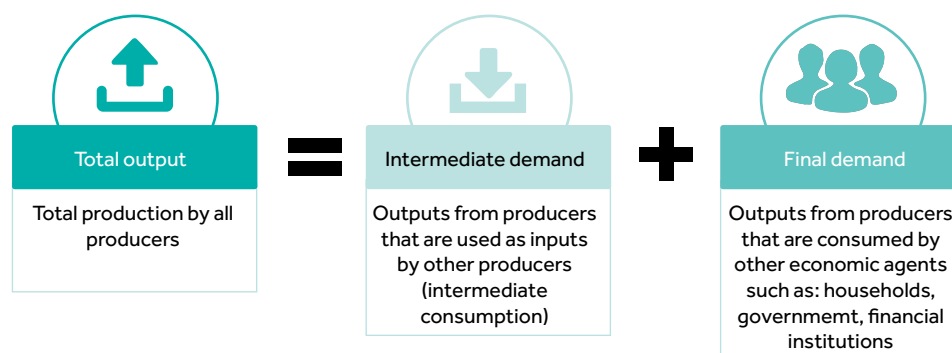 Total output
=
Intermediate demand
+
Final demand
Total production by all
producers
Outputs from producers
that are used as inputs
by other producers
(intermediate
consumption)
Outputs from producers
that are consumed by
other economic agents
such as: households,
governmemt, financial
institutions